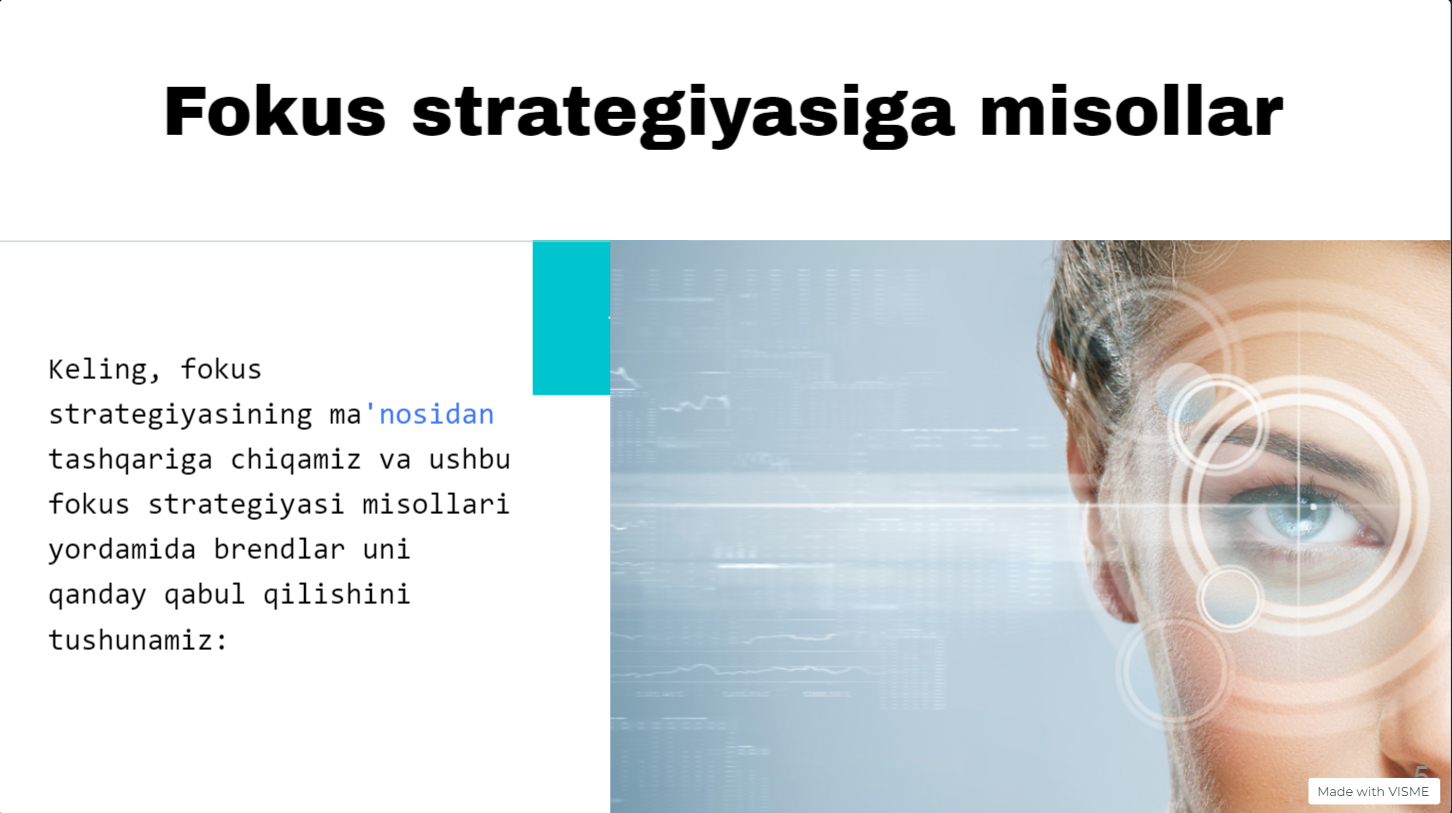 Fokus strategiyasiga misollar
Keling, fokus
strategiyasining ma'nosidan
tashqariga chiqamiz va ushbu
fokus strategiyasi misollari
yordamida brendlar uni
qanday qabul qilishini
tushunamiz:
5
Made with VISME